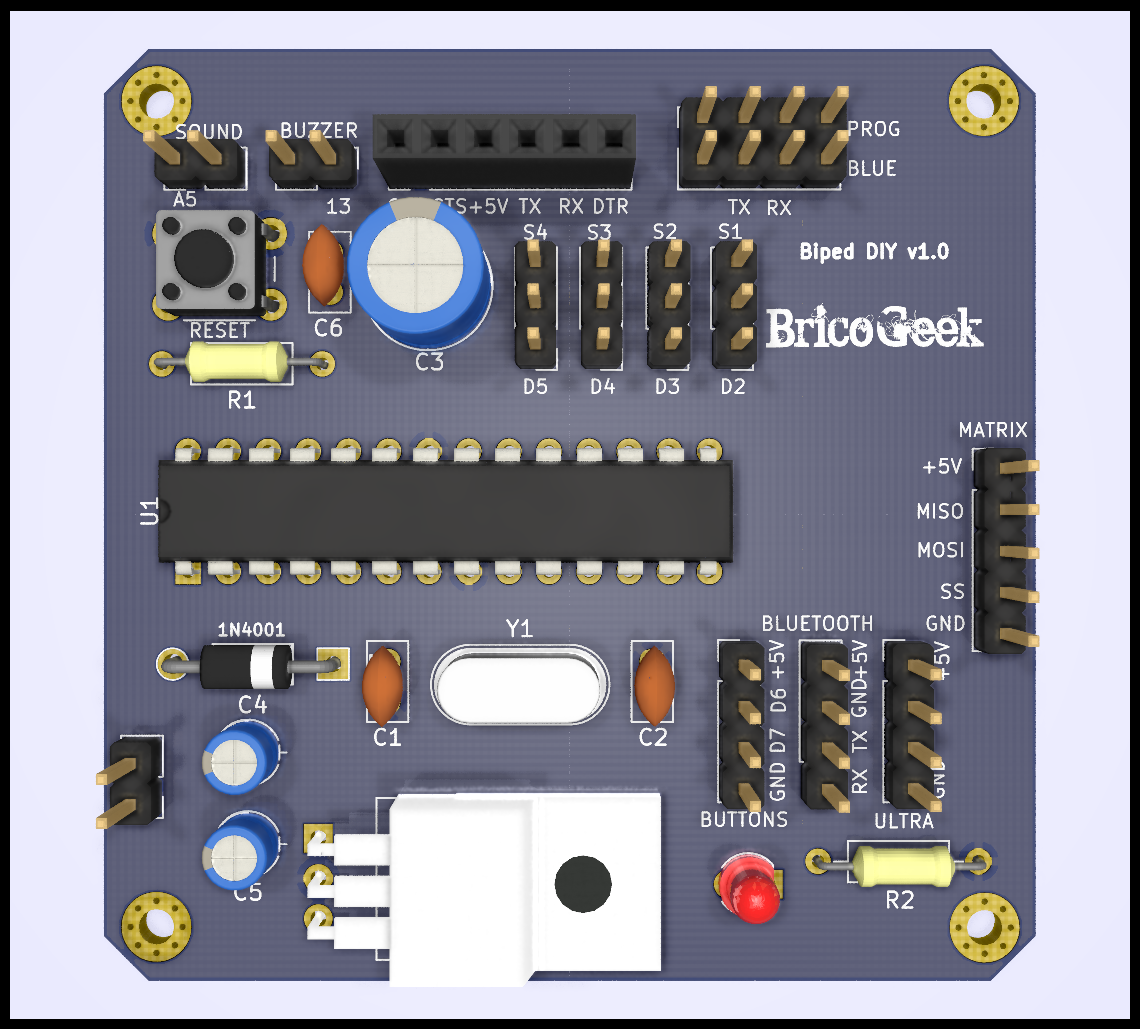 SOUND
BUZZER
PROG
BLUE
A5
13
+5V TX RX DTR
TX RX
S4 S3 S2 S1
Biped DIY v1.0
BricoGeek
RESET
C6
C3
R1
D5 D4 D3 D2
MATRIX
+5V
MISO
MOSI
SS
GND
U1
1N4001
Y1
BLUETOOTH
C4
C1
C2
GND D7 D6 +5V
RX TX GND+5V
+5V
GND
BUTTONS
ULTRA
C5
R2